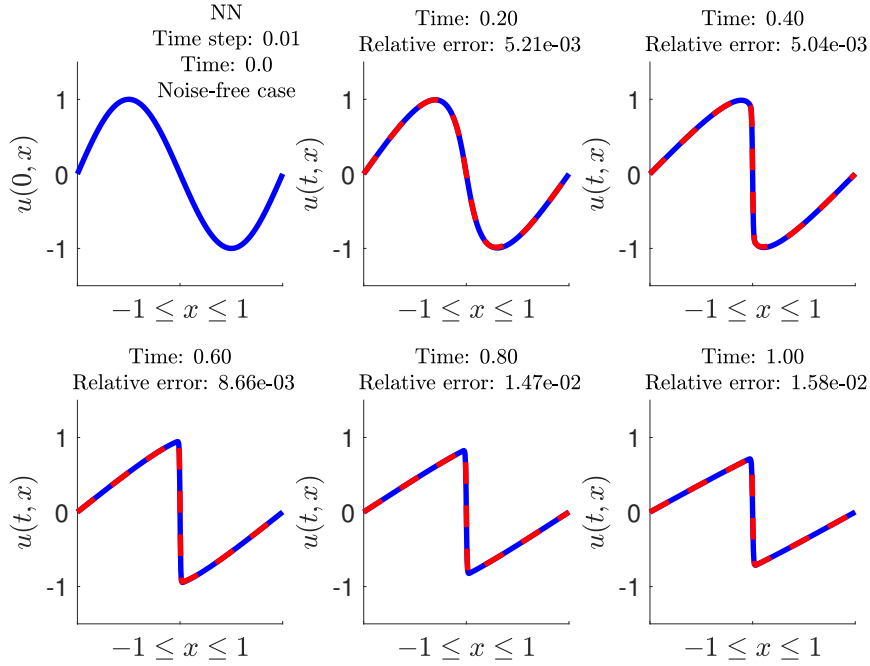 NN
Time step: 0.01
Time: 0.0
Noise-free case
1
0
-1
u(0, x)
−1 ≤ x ≤ 1
Time: 0.20
Relative error: 5.21e-03
1
0
-1
u(t, x)
−1 ≤ x ≤ 1
Time: 0.40
Relative error: 5.04e-03
1
0
-1
u(t, x)
−1 ≤ x ≤ 1
Time: 0.60
Relative error: 8.66e-03
1
0
-1
u(t, x)
−1 ≤ x ≤ 1
Time: 0.80
Relative error: 1.47e-02
1
0
-1
u(t, x)
−1 ≤ x ≤ 1
Time: 1.00
Relative error: 1.58e-02
1
0
-1
u(t, x)
−1 ≤ x ≤ 1